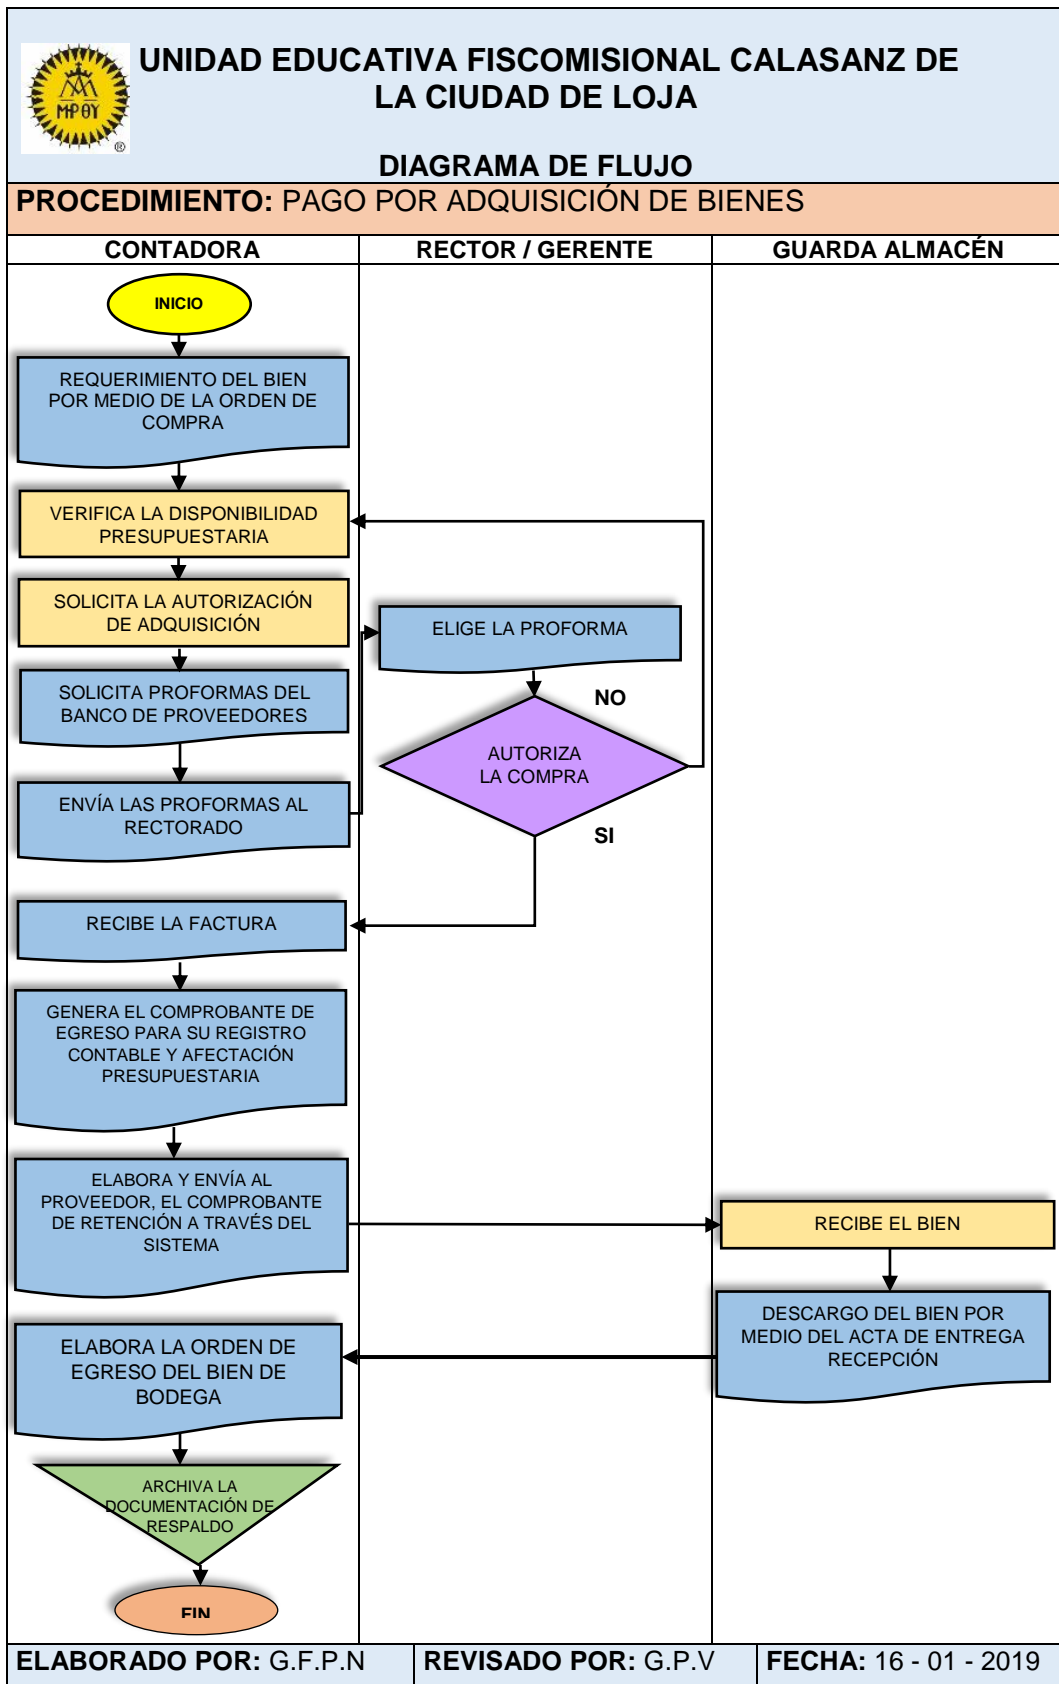 UNIDAD EDUCATIVA FISCOMISIONAL CALASANZ DE
LA CIUDAD DE LOJA
ΜΡ ΘΥ
®
DIAGRAMA DE FLUJO
PROCEDIMIENTO: PAGO POR ADQUISICIÓN DE BIENES
CONTADORA
RECTOR / GERENTE
GUARDA ALMACÉN
INICIO
REQUERIMIENTO DEL BIEN
POR MEDIO DE LA ORDEN DE
COMPRA
VERIFICA LA DISPONIBILIDAD
PRESUPUESTARIA
SOLICITA LA AUTORIZACIÓN
DE ADQUISICIÓN
SOLICITA PROFORMAS DEL
BANCO DE PROVEEDORES
ENVÍA LAS PROFORMAS AL
RECTORADO
ELIGE LA PROFORMA
NO
AUTORIZA
LA COMPRA
SI
RECIBE LA FACTURA
GENERA EL COMPROBANTE DE
EGRESO PARA SU REGISTRO
CONTABLE Y AFECTACIÓN
PRESUPUESTARIA
ELABORA Y ENVÍA AL
PROVEEDOR, EL COMPROBANTE
DE RETENCIÓN A TRAVÉS DEL
SISTEMA
RECIBE EL BIEN
DESCARGO DEL BIEN POR
MEDIO DEL ACTA DE ENTREGA
RECEPCIÓN
ELABORA LA ORDEN DE
EGRESO DEL BIEN DE
BODEGA
ARCHIVA LA
DOCUMENTACIÓN DE
RESPALDO
FIN
ELABORADO POR: G.F.P.N
REVISADO POR: G.P.V
FECHA: 16 - 01 - 2019